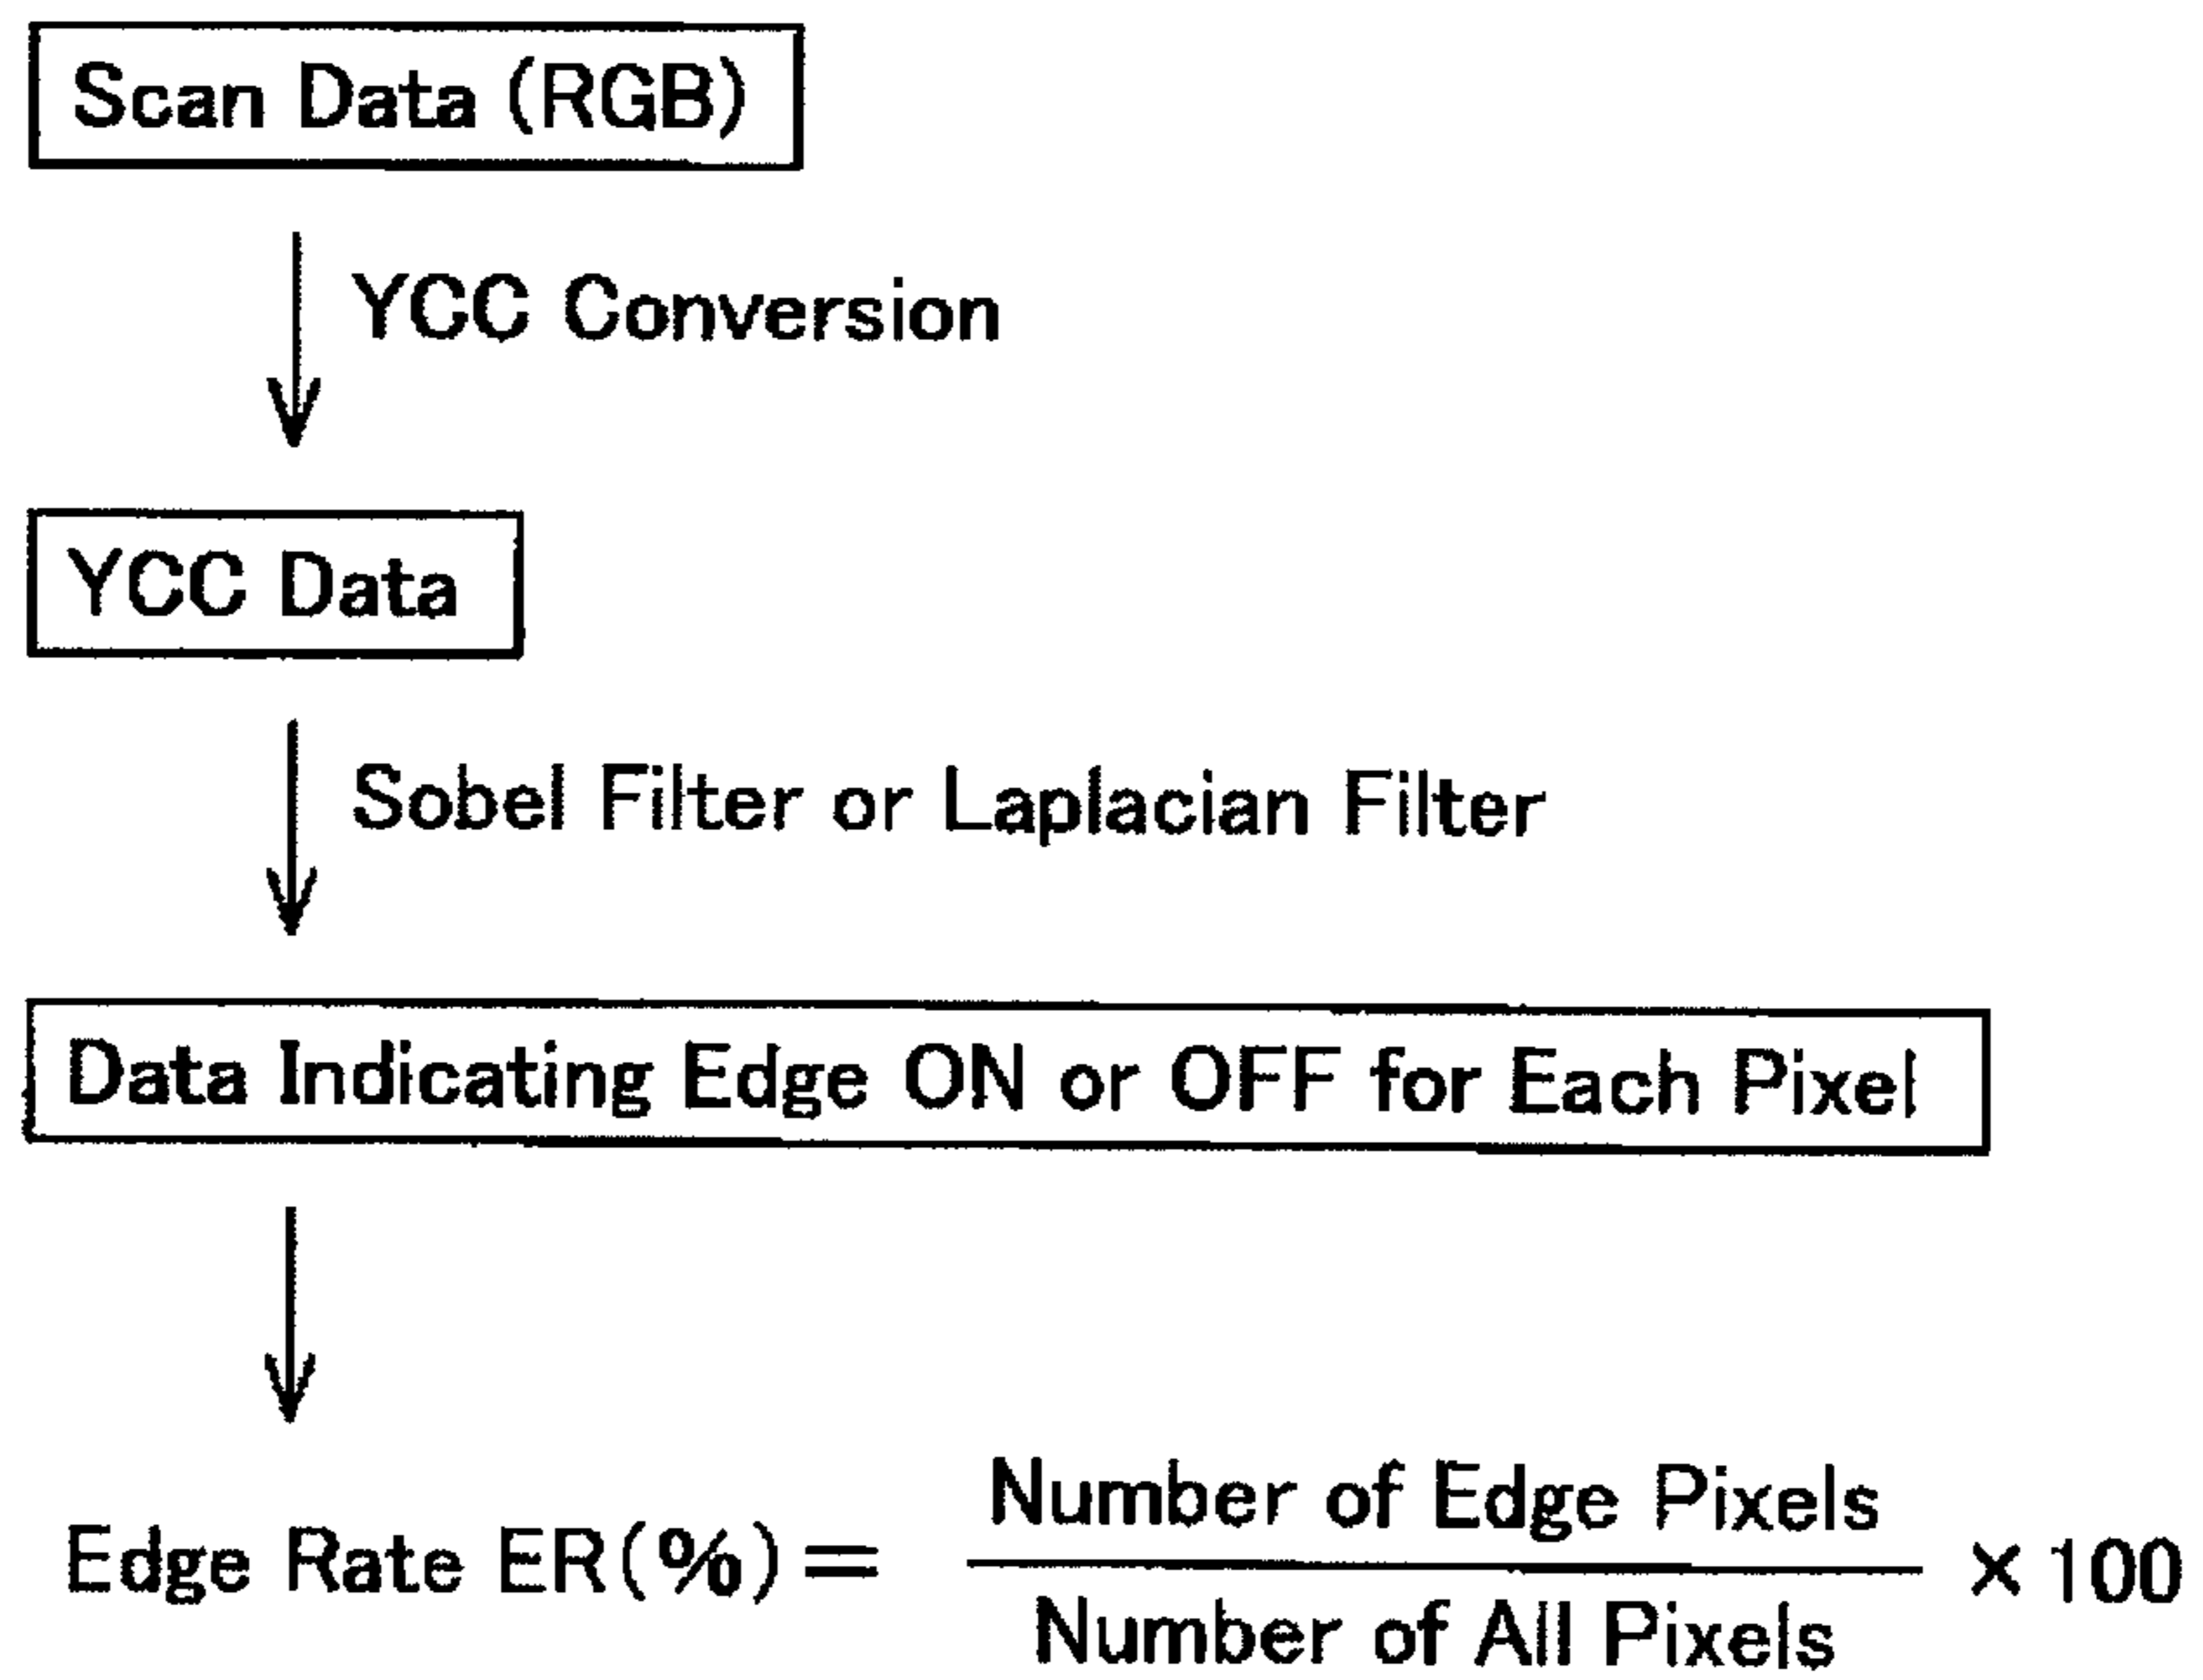 Scan Data (RGB)
YCC Conversion
YCC Data
Sobel Filter or Laplacian Filter
Data Indicating Edge ON or OFF for Each Pixel
Number of Edge Pixels
Edge Rate ER(%)= ×100
Number of All Pixels